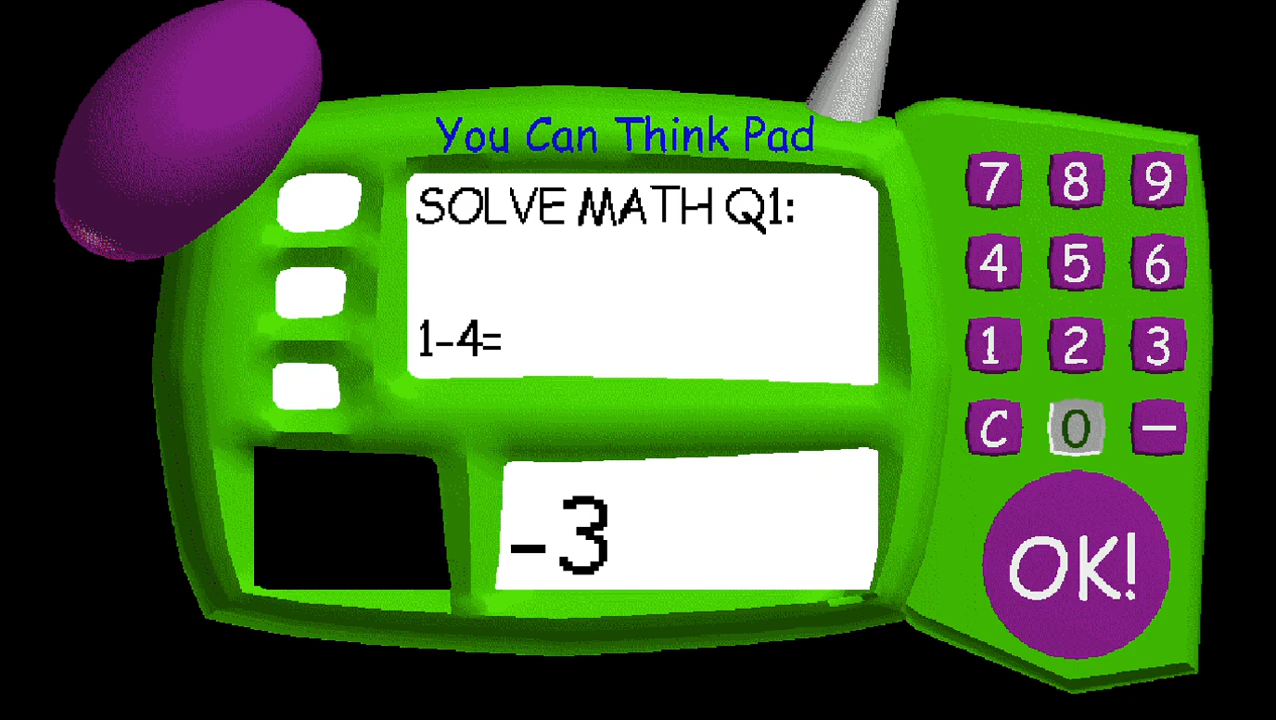 You Can Think Pad
SOLVE MATH Q1:
1-4=
-3
7 8 9
4 5 6
1 2 3
C 0 -
OK!